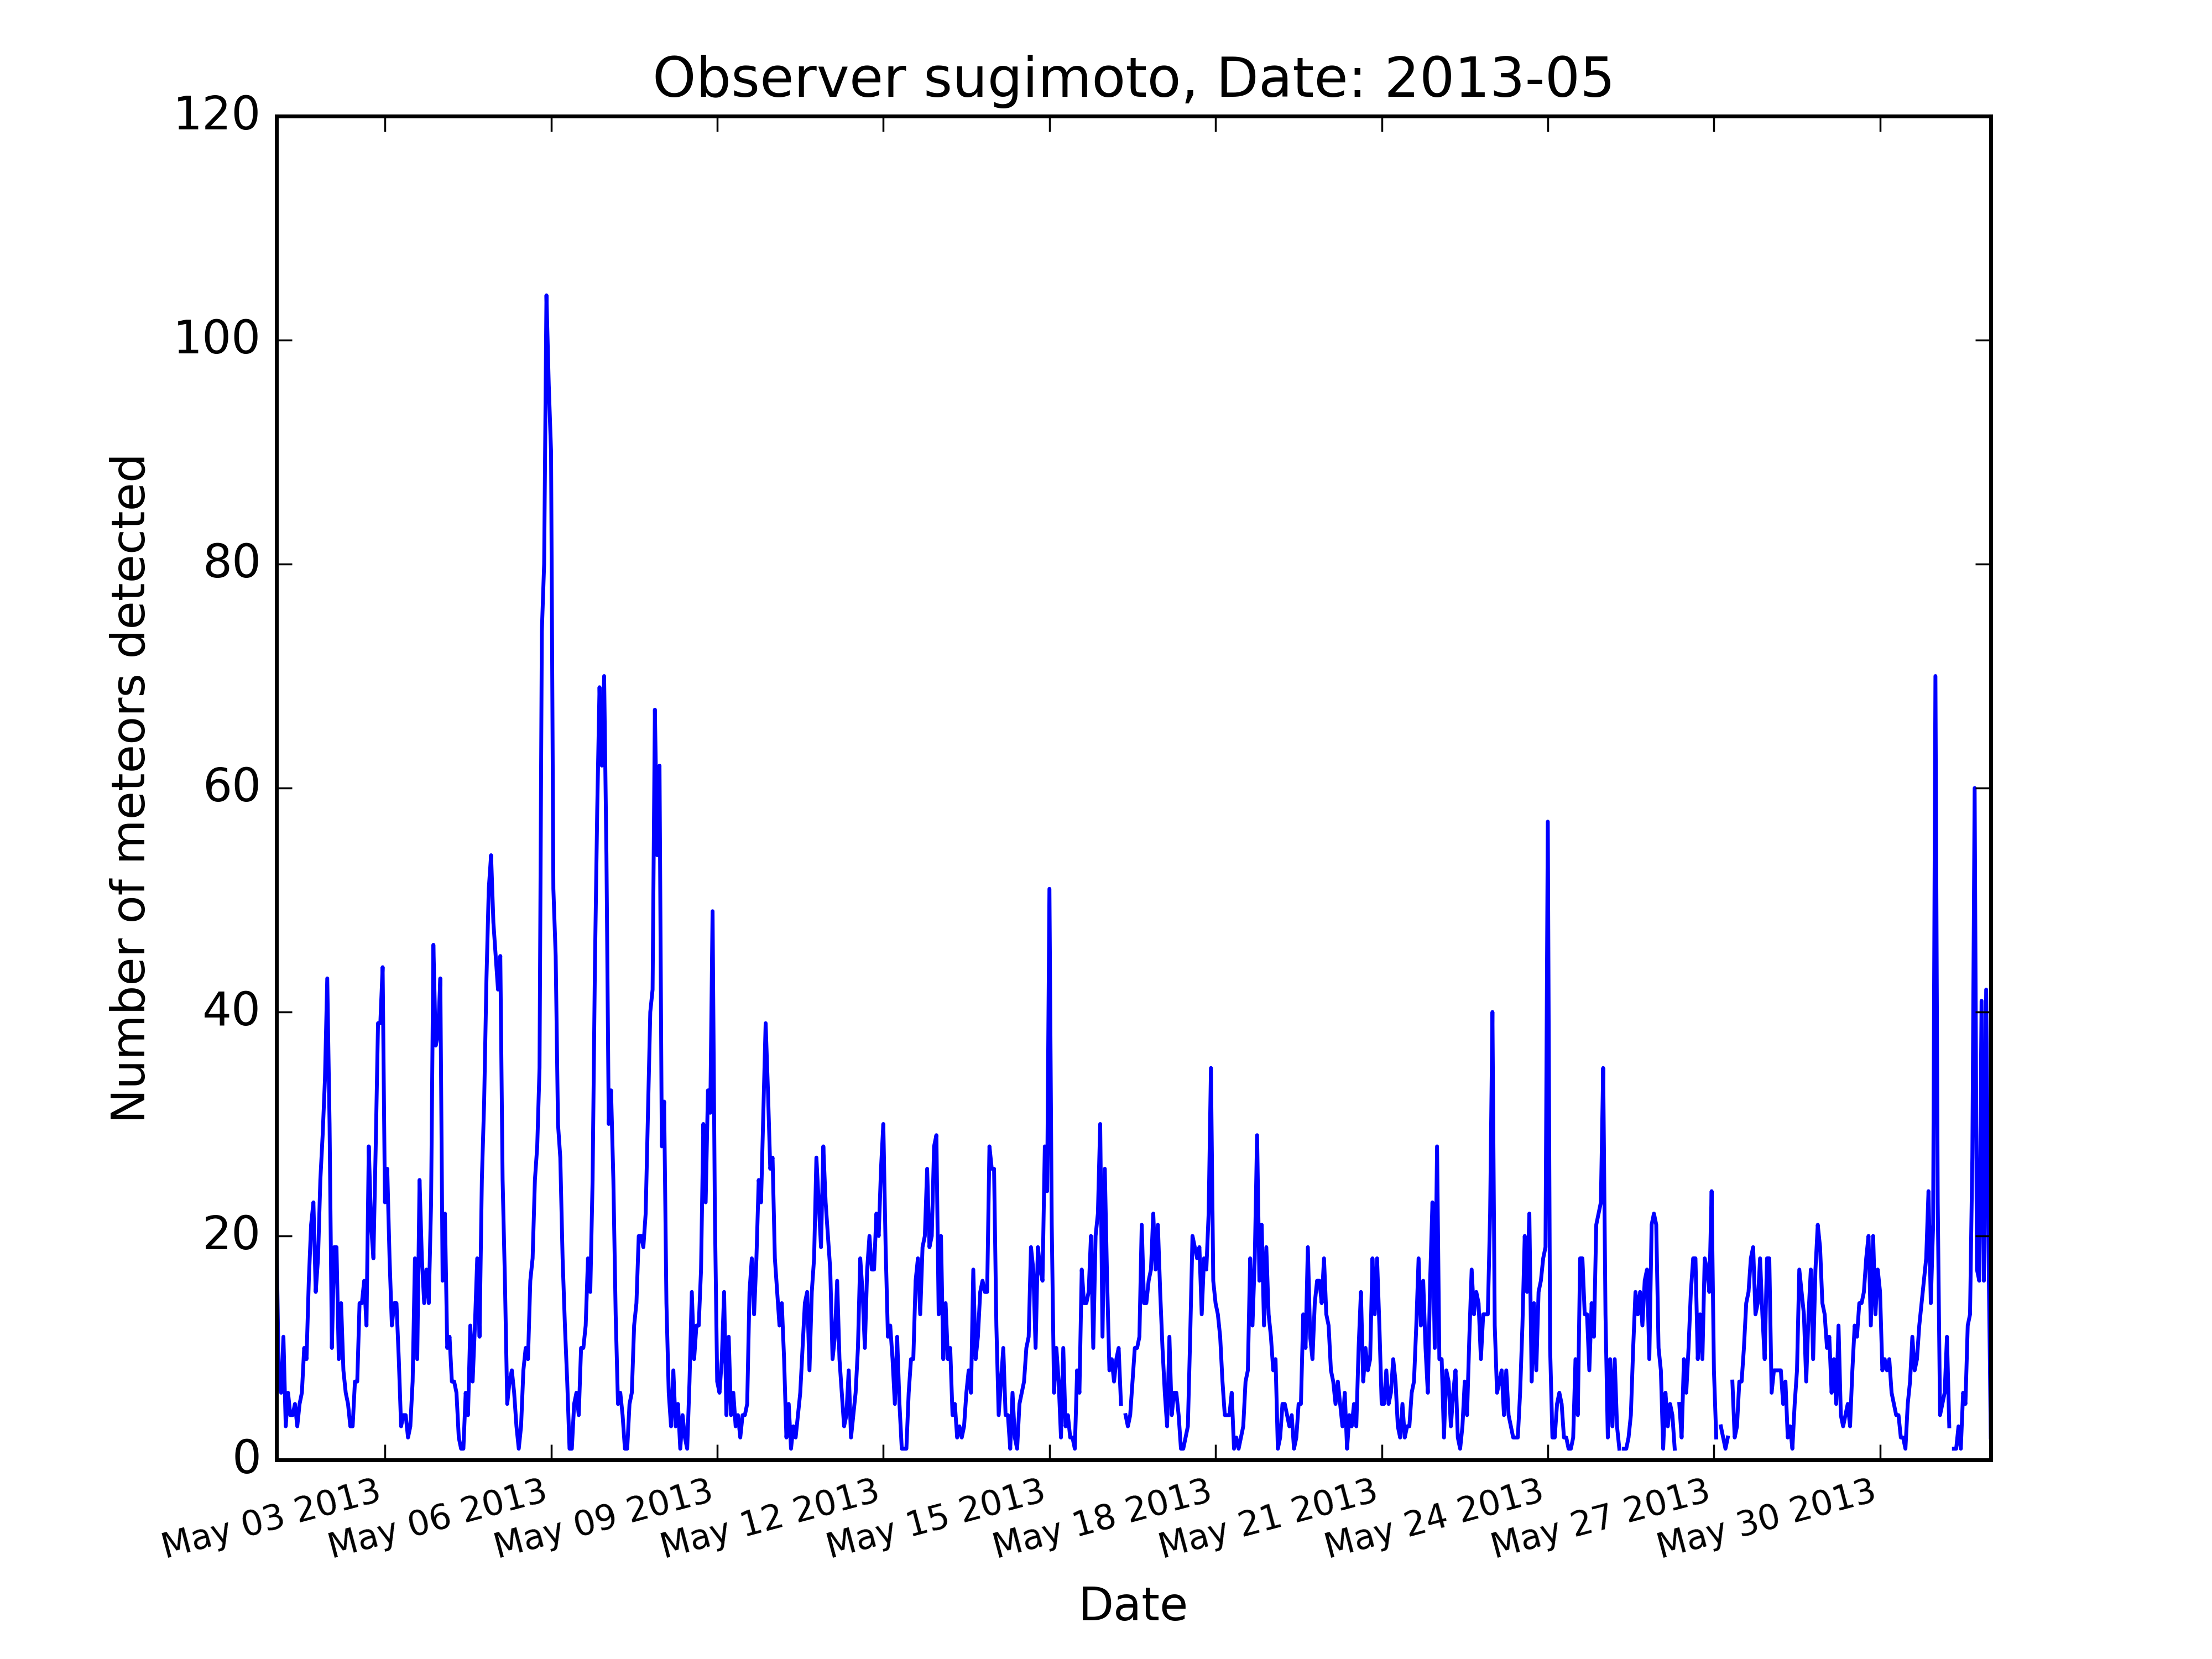 Observer sugimoto, Date: 2013-05
120
100
80
60
40
20
0
Number of meteors detected
May 03 2013
May 06 2013
May 09 2013
May 12 2013
May 15 2013
May 18 2013
May 21 2013
May 24 2013
May 27 2013
May 30 2013
Date